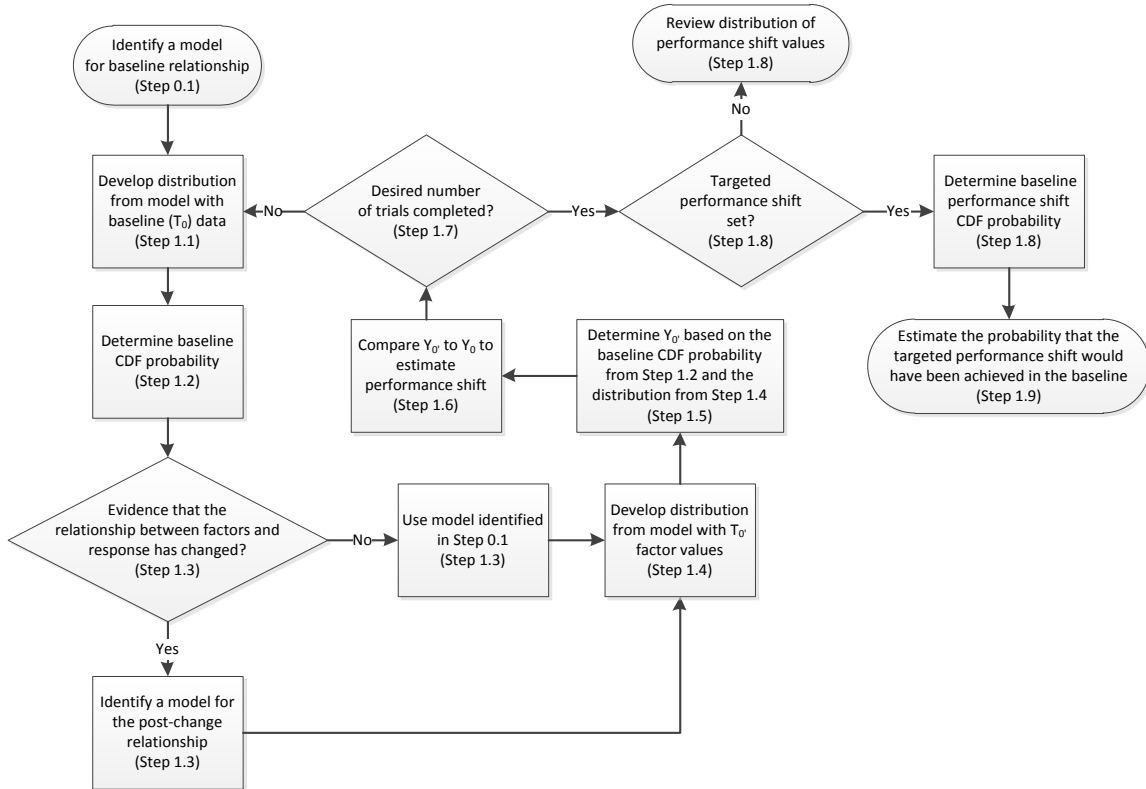 Identify a model
for baseline relationship
(Step 0.1)
Review distribution of
performance shift values
(Step 1.8)
No
Develop distribution
from model with
baseline (T₀) data
(Step 1.1)
No
Desired number
of trials completed?
(Step 1.7)
Yes
Targeted
performance shift
set?
(Step 1.8)
Yes
Determine baseline
performance shift
CDF probability
(Step 1.8)
Determine baseline
CDF probability
(Step 1.2)
Compare Y₀' to Y₀ to
estimate
performance shift
(Step 1.6)
Determine Y₀' based on the
baseline CDF probability
from Step 1.2 and the
distribution from Step 1.4
(Step 1.5)
Estimate the probability that the
targeted performance shift would
have been achieved in the baseline
(Step 1.9)
Evidence that the
relationship between factors and
response has changed?
(Step 1.3)
No
Use model identified
in Step 0.1
(Step 1.3)
Develop distribution
from model with T₀'
factor values
(Step 1.4)
Yes
Identify a model for
the post-change
relationship
(Step 1.3)